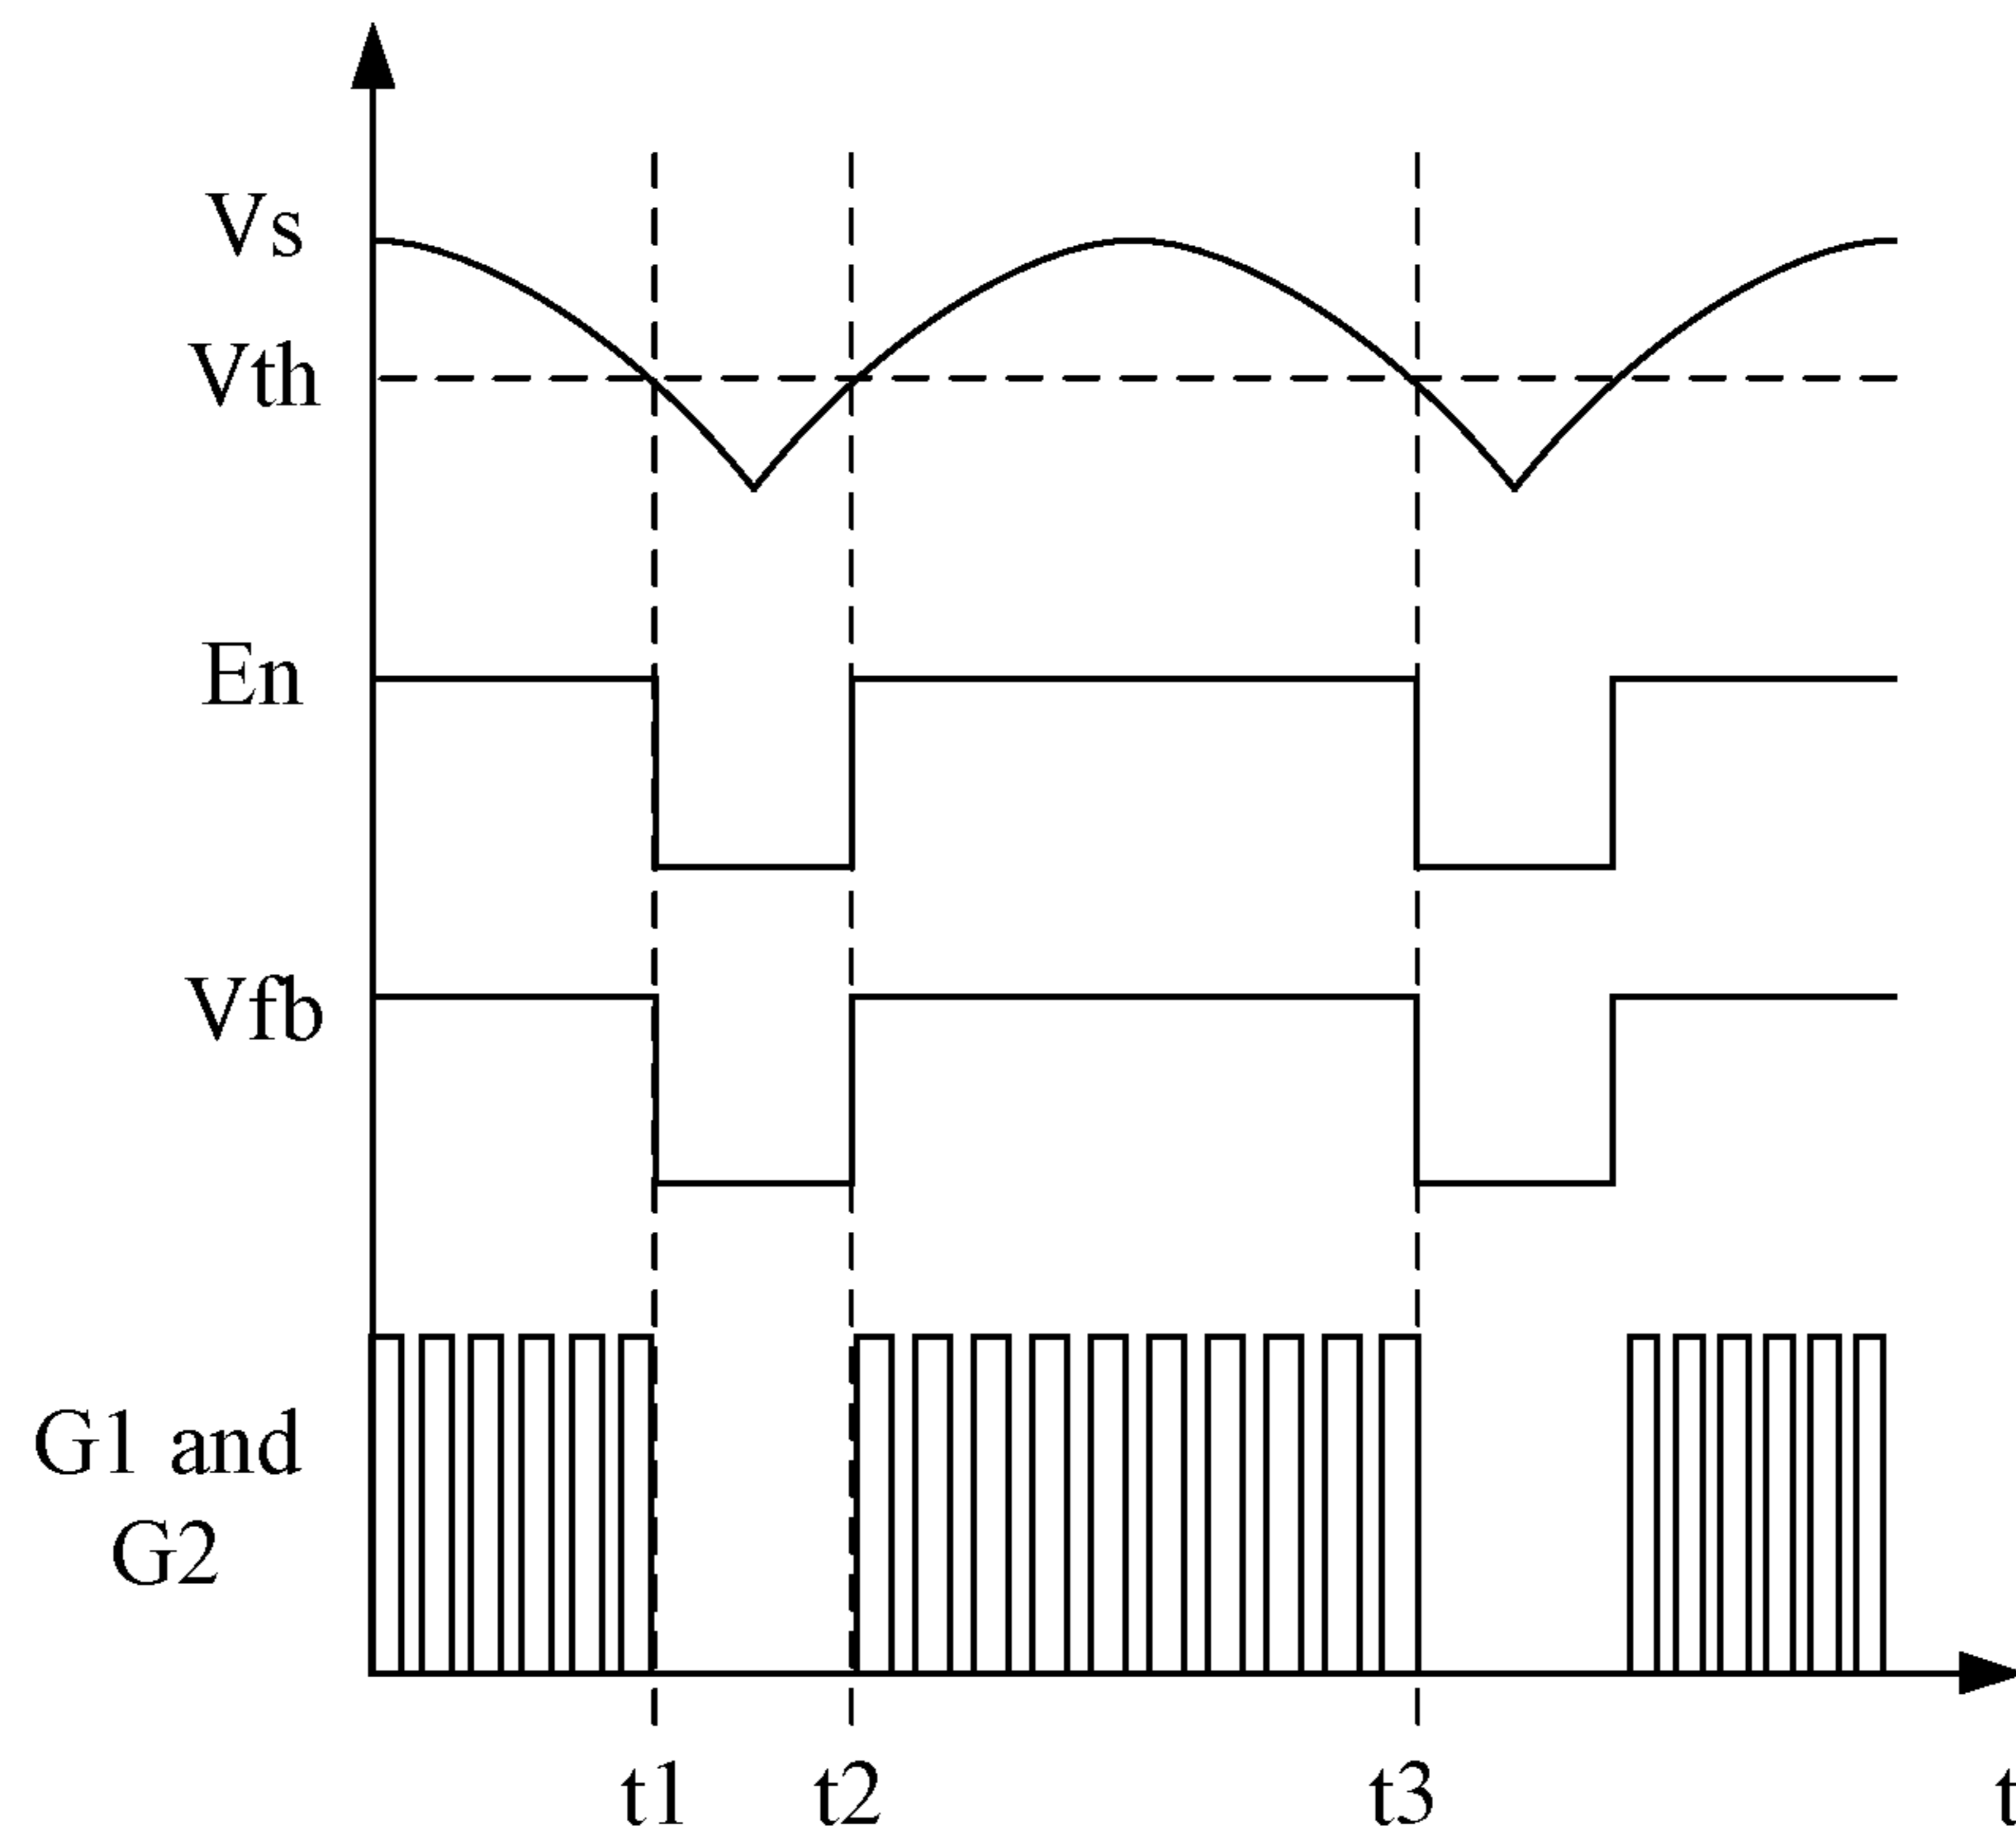 Vs
Vth
En
Vfb
G1 and
G2
t1 t2 t3 t